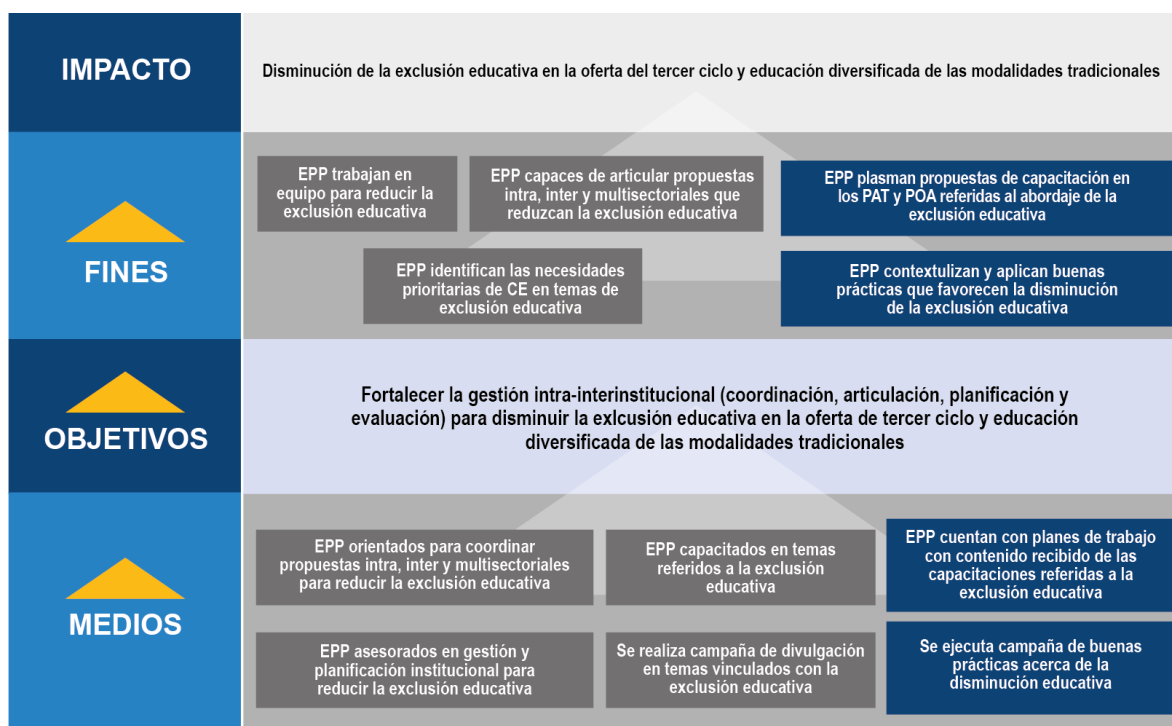 IMPACTO
Disminución de la exclusión educativa en la oferta del tercer ciclo y educación diversificada de las modalidades tradicionales
FINES
EPP trabajan en
equipo para reducir la
exclusión educativa
EPP capaces de articular propuestas
intra, inter y multisectoriales que
reduzcan la exclusión educativa
EPP plasman propuestas de capacitación en
los PAT y POA referidas al abordaje de la
exclusión educativa
EPP identifican las necesidades
prioritarias de CE en temas de
exclusión educativa
EPP contextulizan y aplican buenas
prácticas que favorecen la disminución
de la exclusión educativa
OBJETIVOS
Fortalecer la gestión intra-interinstitucional (coordinación, articulación, planificación y
evaluación) para disminuir la exlcusión educativa en la oferta de tercer ciclo y educación
diversificada de las modalidades tradicionales
MEDIOS
EPP orientados para coordinar
propuestas intra, inter y multisectoriales
para reducir la exclusión educativa
EPP capacitados en temas
referidos a la exclusión
educativa
EPP cuentan con planes de trabajo
con contenido recibido de las
capacitaciones referidas a la
exclusión educativa
EPP asesorados en gestión y
planificación institucional para
reducir la exclusión educativa
Se realiza campaña de divulgación
en temas vinculados con la
exclusión educativa
Se ejecuta campaña de buenas
prácticas acerca de la
disminución educativa